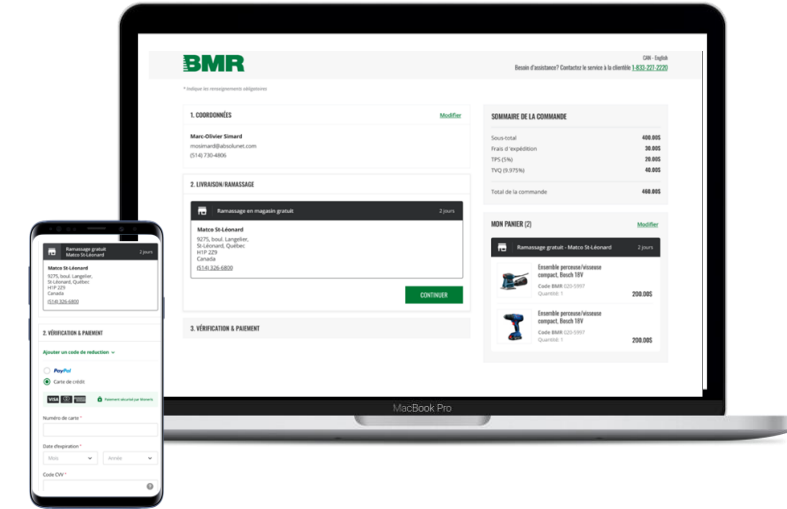 BMR
CAN - English
Besoin d'assistance? Contactez le service à la clientèle 1-833-227-2220
* Indique les renseignements obligatoires
1. COORDONNÉES
Modifier
Marc-Olivier Simard
mosimard@absolunet.com
(514) 730-4806
2. LIVRAISON/RAMASSAGE
Ramassage en magasin gratuit
2 jours
Matco St-Léonard
9275, boul. Langelier,
St-Léonard, Québec
H1P 2Z9
Canada
(514) 326-6800
CONTINUER
3. VÉRIFICATION & PAIEMENT
SOMMAIRE DE LA COMMANDE
Sous-total 400.00$
Frais d'expédition 30.00$
TPS (5%) 20.00$
TVQ (9,975%) 40.00$
Total de la commande 460.00$
MON PANIER (2)
Modifier
Ramassage gratuit - Matco St-Léonard
2 jours
Ensemble perceuse/visseuse
compact, Bosch 18V
Code BMR 020-5997
Quantité: 1
200.00$
Ensemble perceuse/visseuse
compact, Bosch 18V
Code BMR 020-5997
Quantité: 1
200.00$
MacBook Pro
Ramassage gratuit
Matco St-Léonard
2 jours
Matco St-Léonard
9275, boul. Langelier,
St-Léonard, Québec
H1P 2Z9
Canada
(514) 326-6800
2. VÉRIFICATION & PAIEMENT
Ajouter un code de reduction
PayPal
Carte de crédit
VISA
Paiement sécurisé par Moneris
Numéro de carte *
Date d'expiration *
Mois
Année
Code CVV *
?